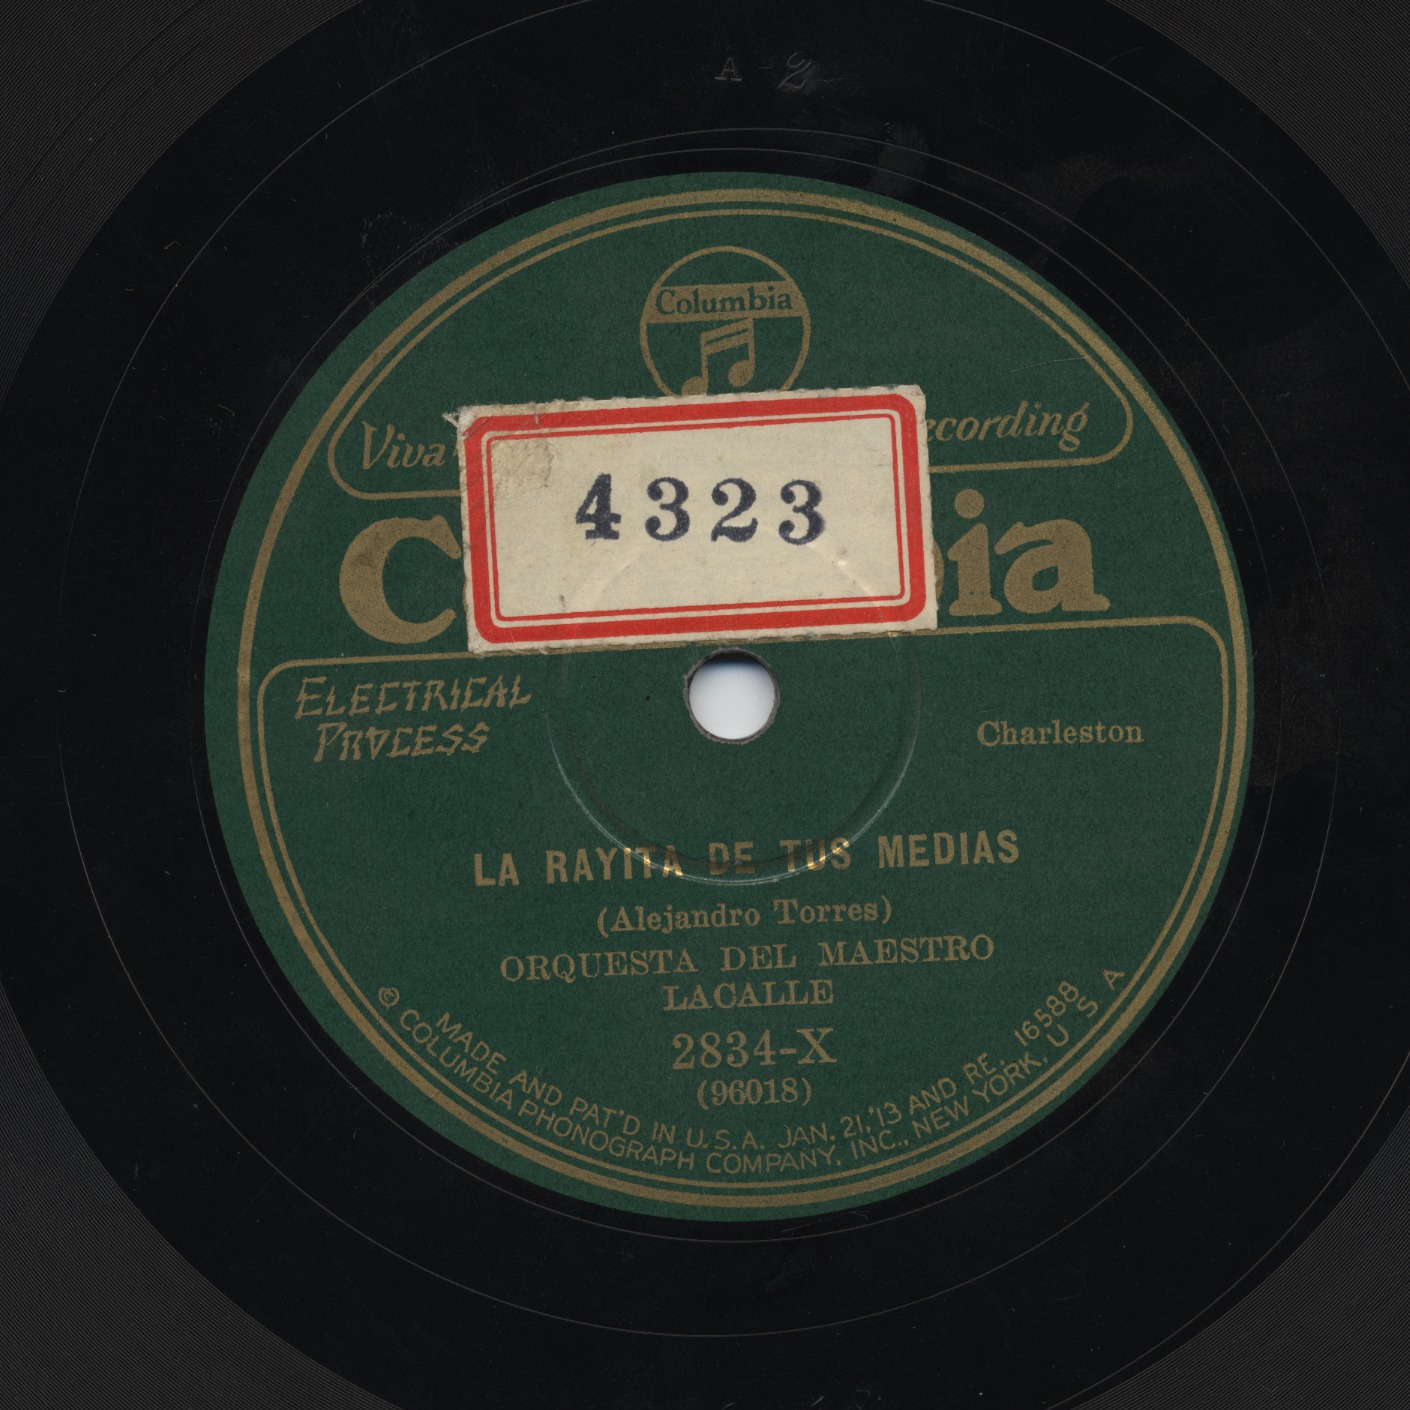 A 2
Columbia
Viva
ecording
4323
C
bia
ELECTRICAL
PROCESS
Charleston
LA RAYITA DE TUS MEDIAS
(Alejandro Torres)
ORQUESTA DEL MAESTRO
LACALLE
2834-X
(96018)
MADE AND PAT'D IN U.S.A. JAN. 21,'13 AND RE. 16588
© COLUMBIA PHONOGRAPH COMPANY, INC., NEW YORK, U S A